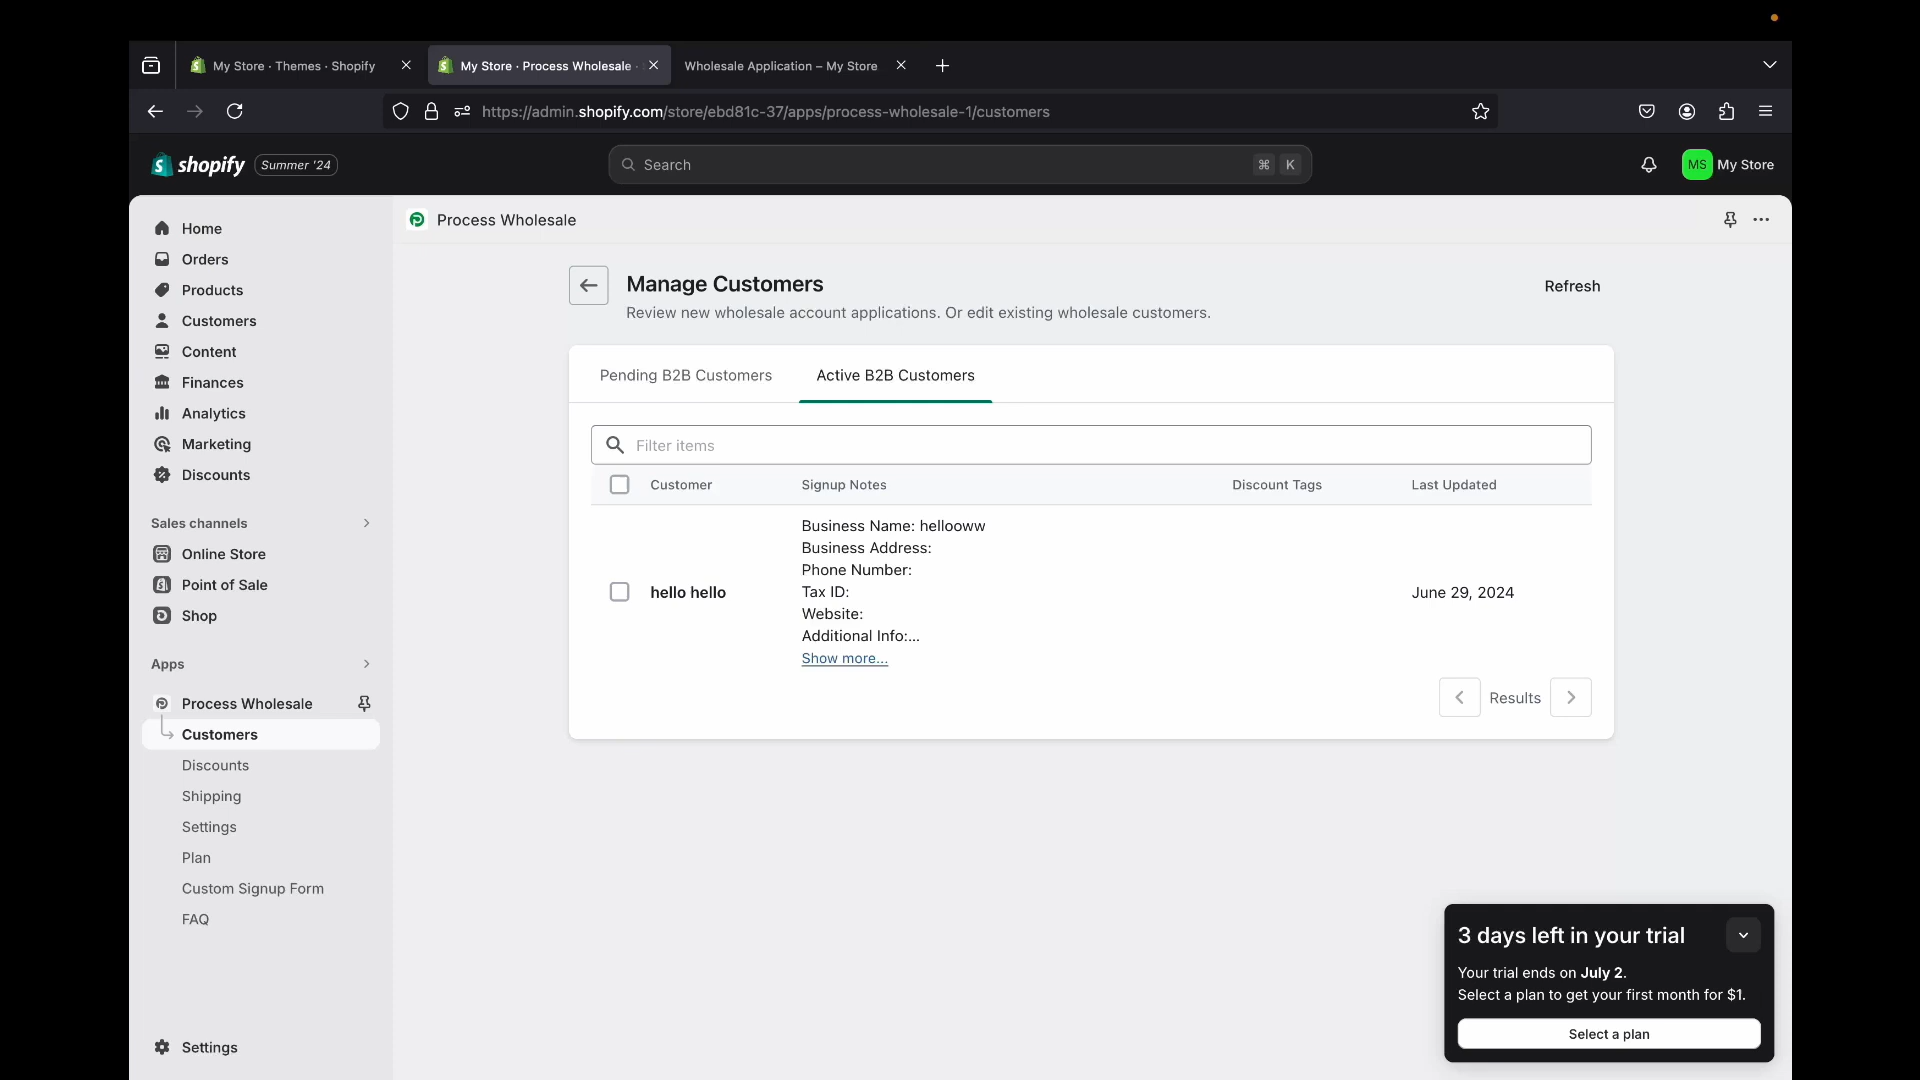 My Store · Themes · Shopify
My Store · Process Wholesale ·
Wholesale Application – My Store
https://admin.shopify.com/store/ebd81c-37/apps/process-wholesale-1/customers
shopify
Summer '24
Search
⌘ K
MS
My Store
Home
Orders
Products
Customers
Content
Finances
Analytics
Marketing
Discounts
Sales channels
Online Store
Point of Sale
Shop
Apps
Process Wholesale
Customers
Discounts
Shipping
Settings
Plan
Custom Signup Form
FAQ
Settings
Process Wholesale
Manage Customers
Refresh
Review new wholesale account applications. Or edit existing wholesale customers.
Pending B2B Customers
Active B2B Customers
Filter items
Customer
Signup Notes
Discount Tags
Last Updated
hello hello
Business Name: hellooww
Business Address:
Phone Number:
Tax ID:
Website:
Additional Info:...
Show more...
June 29, 2024
Results
3 days left in your trial
Your trial ends on July 2.
Select a plan to get your first month for $1.
Select a plan